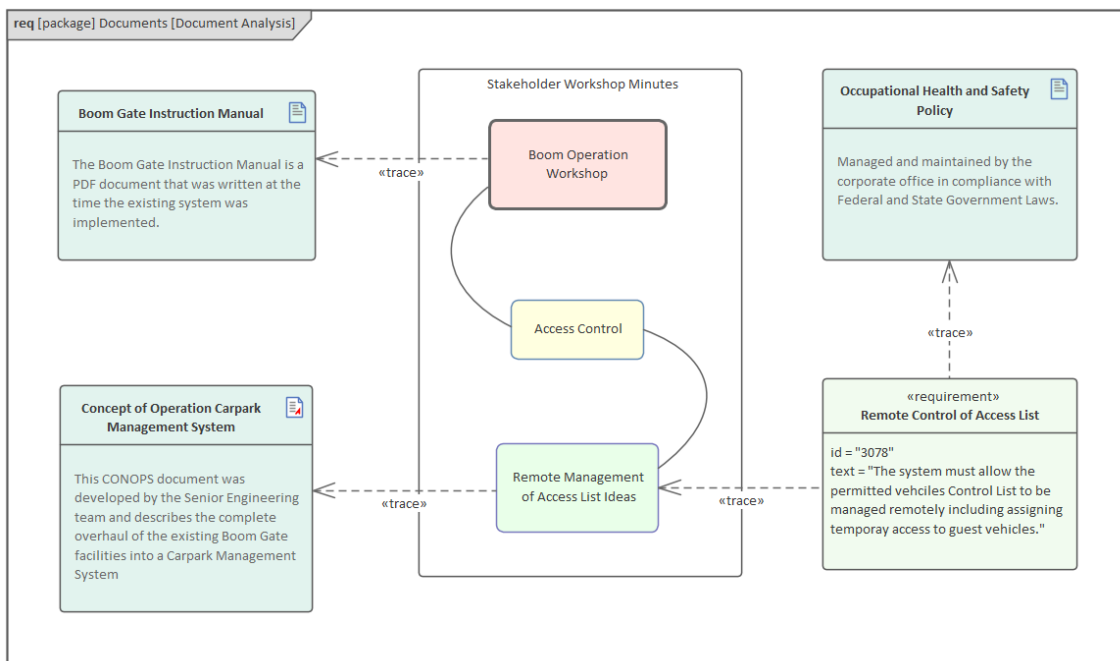 req [package] Documents [Document Analysis]
Boom Gate Instruction Manual
The Boom Gate Instruction Manual is a
PDF document that was written at the
time the existing system was
implemented.
«trace»
Stakeholder Workshop Minutes
Boom Operation
Workshop
Access Control
Remote Management
of Access List Ideas
Occupational Health and Safety
Policy
Managed and maintained by the
corporate office in compliance with
Federal and State Government Laws.
«trace»
Concept of Operation Carpark
Management System
This CONOPS document was
developed by the Senior Engineering
team and describes the complete
overhaul of the existing Boom Gate
facilities into a Carpark Management
System
«trace»
«trace»
«requirement»
Remote Control of Access List
id = "3078"
text = "The system must allow the
permitted vehciles Control List to be
managed remotely including assigning
temporay access to guest vehicles."